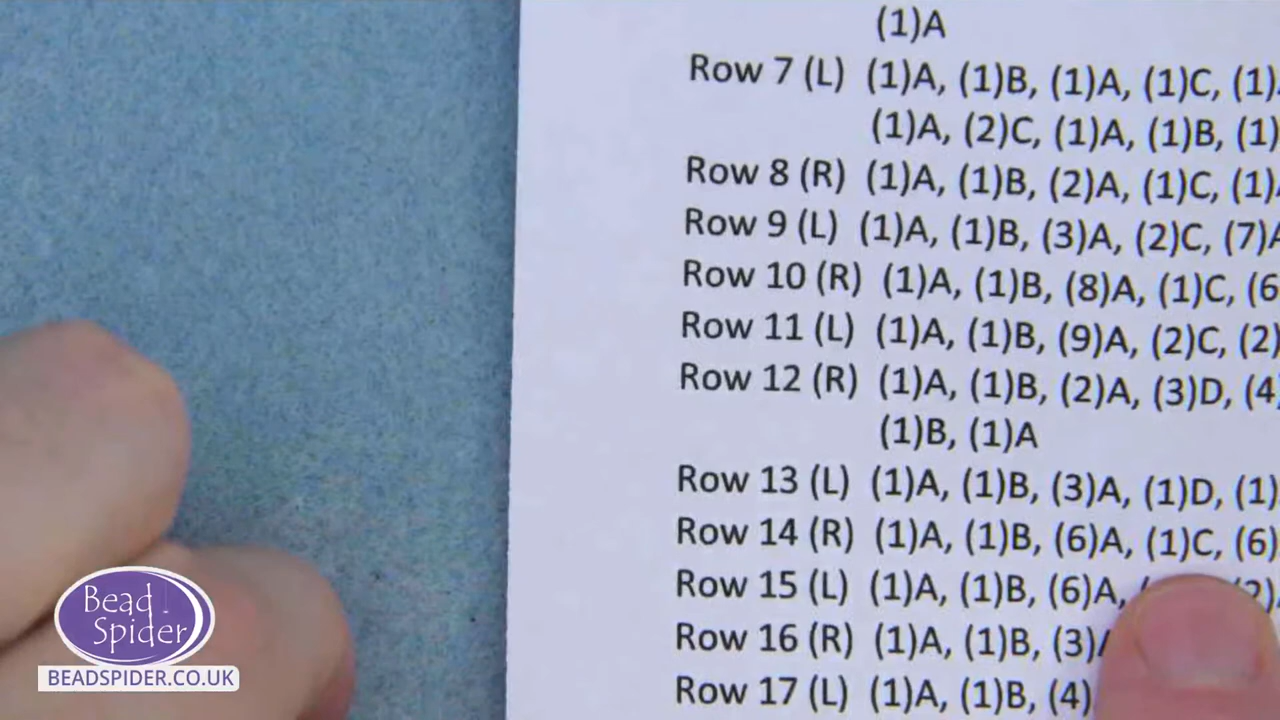 (1)A
Row 7 (L) (1)A, (1)B, (1)A, (1)C, (1)
(1)A, (2)C, (1)A, (1)B, (1)
Row 8 (R) (1)A, (1)B, (2)A, (1)C, (1)
Row 9 (L) (1)A, (1)B, (3)A, (2)C, (7)A
Row 10 (R) (1)A, (1)B, (8)A, (1)C, (6
Row 11 (L) (1)A, (1)B, (9)A, (2)C, (2)
Row 12 (R) (1)A, (1)B, (2)A, (3)D, (4
(1)B, (1)A
Row 13 (L) (1)A, (1)B, (3)A, (1)D, (1)
Row 14 (R) (1)A, (1)B, (6)A, (1)C, (6)
Row 15 (L) (1)A, (1)B, (6)A,
Row 16 (R) (1)A, (1)B, (3)
Row 17 (L) (1)A, (1)B, (4)
Bead
Spider
BEADSPIDER.CO.UK